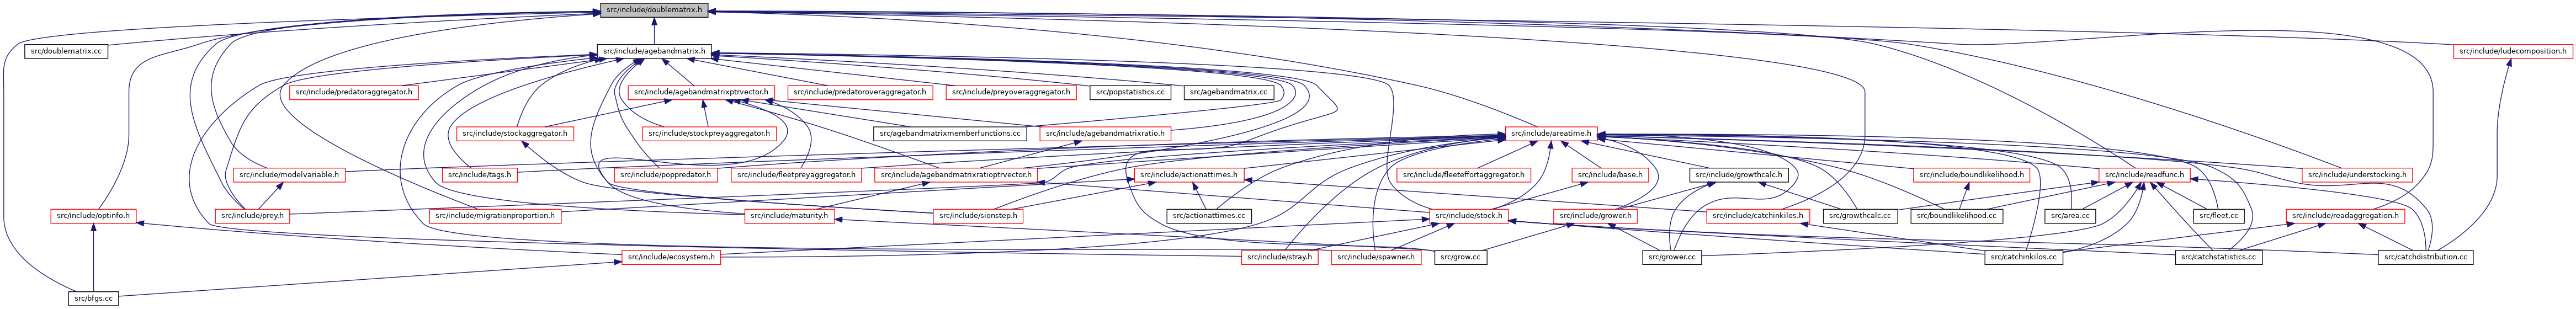 src/include/doublematrix.h
src/doublematrix.cc
src/include/agebandmatrix.h
src/include/ludecomposition.h
src/include/predatoraggregator.h
src/include/agebandmatrixptrvector.h
src/include/predatoroveraggregator.h
src/include/preyoveraggregator.h
src/popstatistics.cc
src/agebandmatrix.cc
src/include/stockaggregator.h
src/include/stockpreyaggregator.h
src/agebandmatrixmemberfunctions.cc
src/include/agebandmatrixratio.h
src/include/areatime.h
src/include/modelvariable.h
src/include/tags.h
src/include/poppredator.h
src/include/fleetpreyaggregator.h
src/include/agebandmatrixratioptrvector.h
src/include/actionattimes.h
src/include/fleeteffortaggregator.h
src/include/base.h
src/include/growthcalc.h
src/include/boundlikelihood.h
src/include/readfunc.h
src/include/understocking.h
src/include/optinfo.h
src/include/prey.h
src/include/migrationproportion.h
src/include/maturity.h
src/include/sionstep.h
src/actionattimes.cc
src/include/stock.h
src/include/grower.h
src/include/catchinkilos.h
src/growthcalc.cc
src/boundlikelihood.cc
src/area.cc
src/fleet.cc
src/include/readaggregation.h
src/include/ecosystem.h
src/include/stray.h
src/include/spawner.h
src/grow.cc
src/grower.cc
src/catchinkilos.cc
src/catchstatistics.cc
src/catchdistribution.cc
src/bfgs.cc